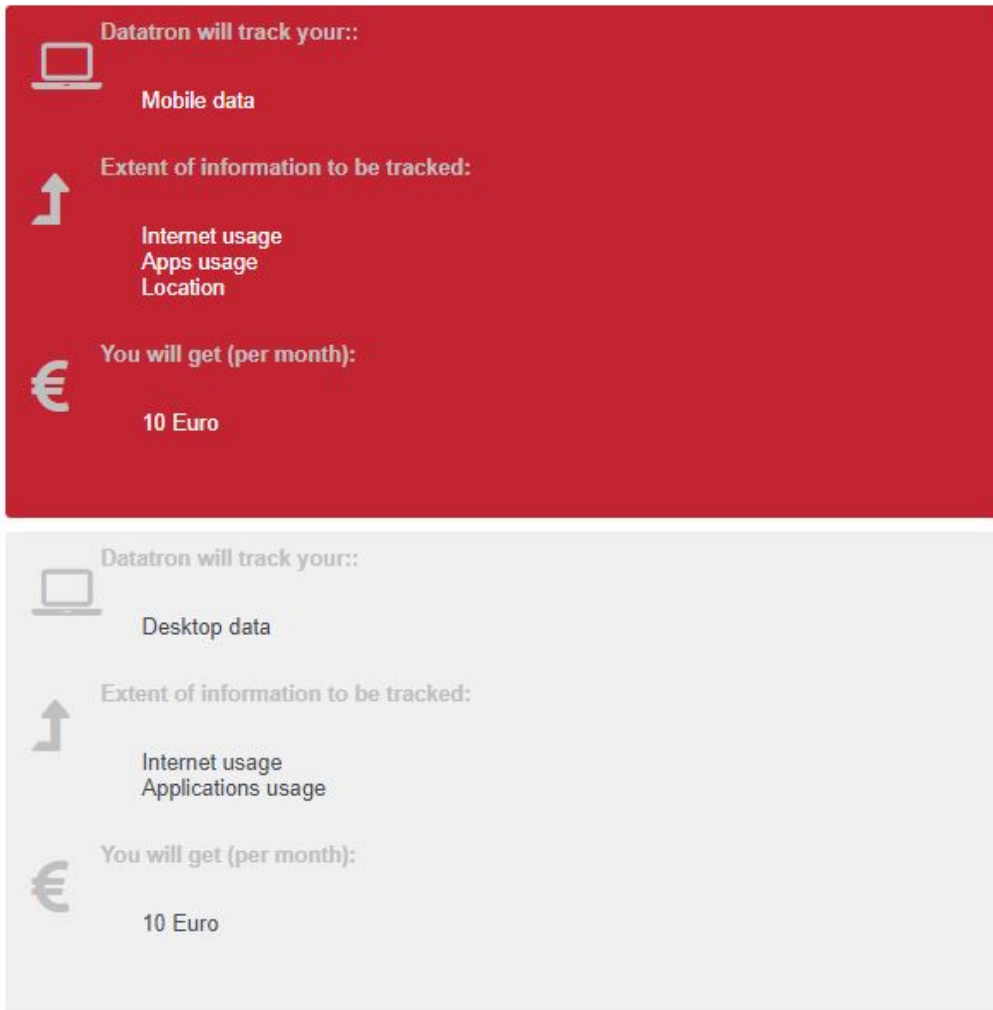 Datatron will track your::
Mobile data
Extent of information to be tracked:
Internet usage
Apps usage
Location
You will get (per month):
€
10 Euro
Datatron will track your::
Desktop data
Extent of information to be tracked:
Internet usage
Applications usage
You will get (per month):
€
10 Euro